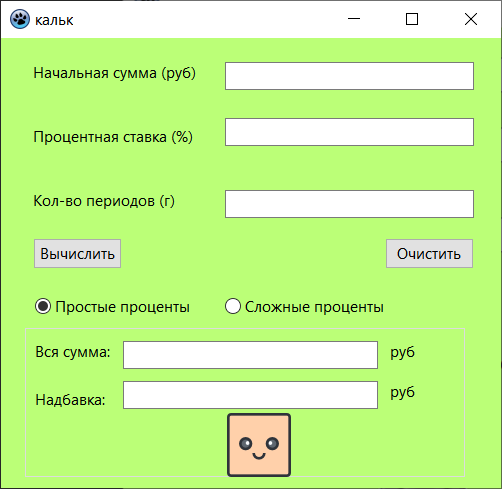 кальк
Начальная сумма (руб)
Процентная ставка (%)
Кол-во периодов (г)
Вычислить Очистить
Простые проценты Сложные проценты
Вся сумма: руб
Надбавка: руб